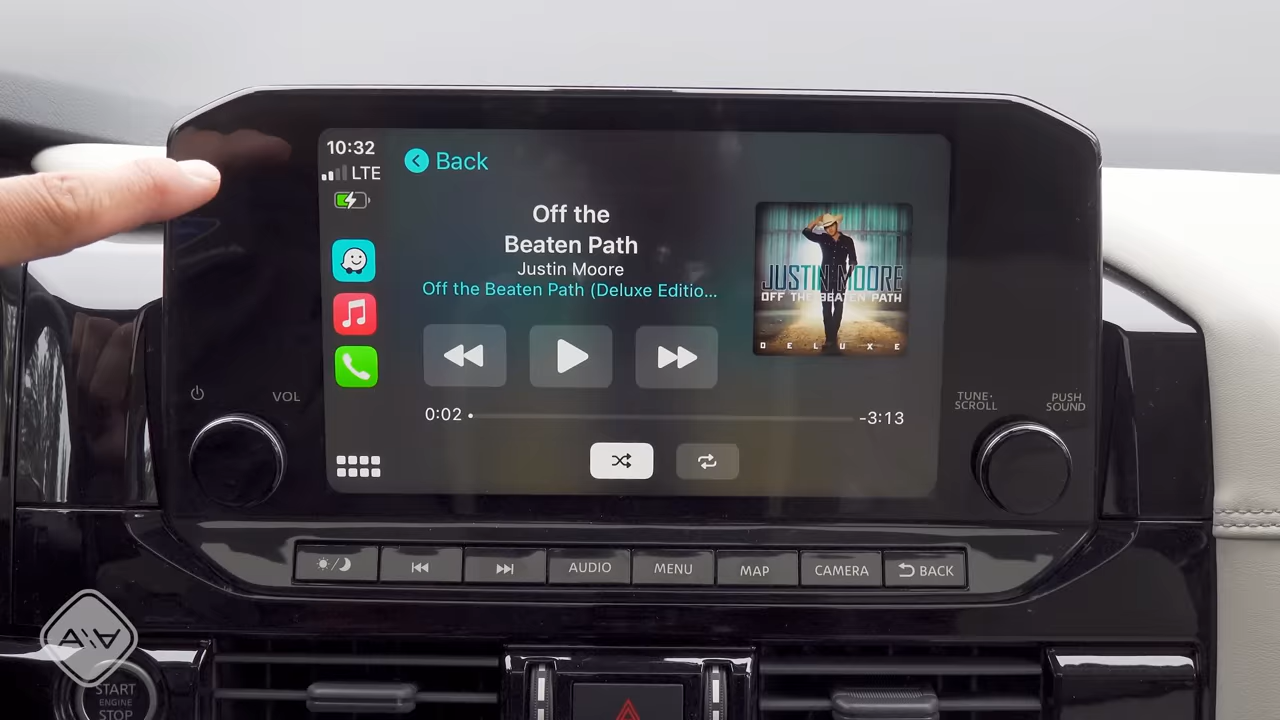 10:32
LTE
Back
Off the
Beaten Path
Justin Moore
Off the Beaten Path (Deluxe Editio...
JUSTIN MOORE
OFF THE BEATEN PATH
DELUXE
0:02
-3:13
VOL
TUNE•
SCROLL
PUSH
SOUND
AUDIO
MENU
MAP
CAMERA
BACK
START
ENGINE
STOP